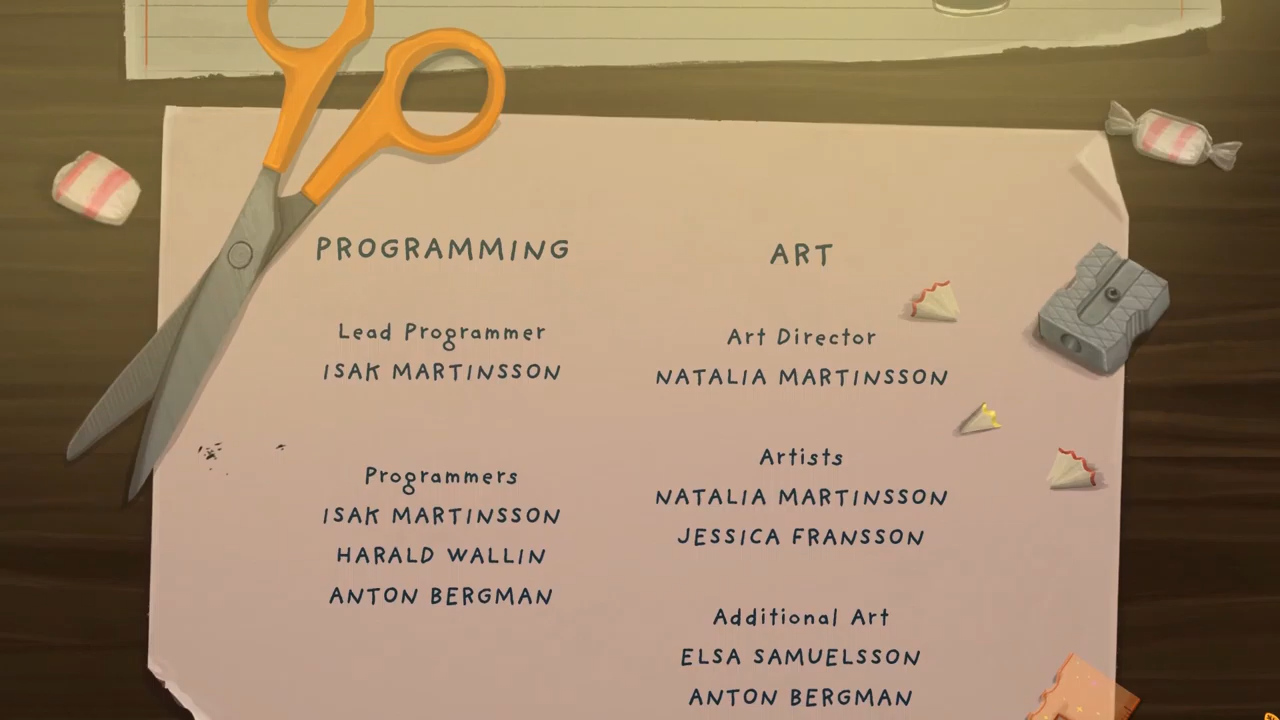 PROGRAMMING
Lead Programmer
ISAK MARTINSSON
Programmers
ISAK MARTINSSON
HARALD WALLIN
ANTON BERGMAN
ART
Art Director
NATALIA MARTINSSON
Artists
NATALIA MARTINSSON
JESSICA FRANSSON
Additional Art
ELSA SAMUELSSON
ANTON BERGMAN